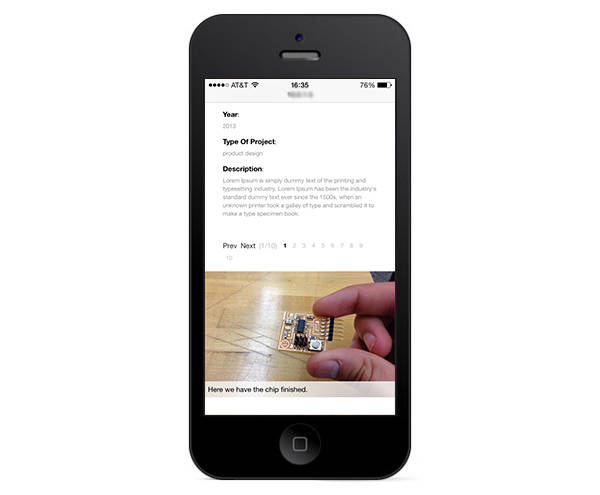 AT&T 16:35 76%
Year:
2013
Type Of Project:
product design
Description:
Lorem Ipsum is simply dummy text of the printing and
typesetting industry. Lorem Ipsum has been the industry's
standard dummy text ever since the 1500s, when an
unknown printer took a galley of type and scrambled it to
make a type specimen book.
Prev Next (1/10) 1 2 3 4 5 6 7 8 9
10
Here we have the chip finished.